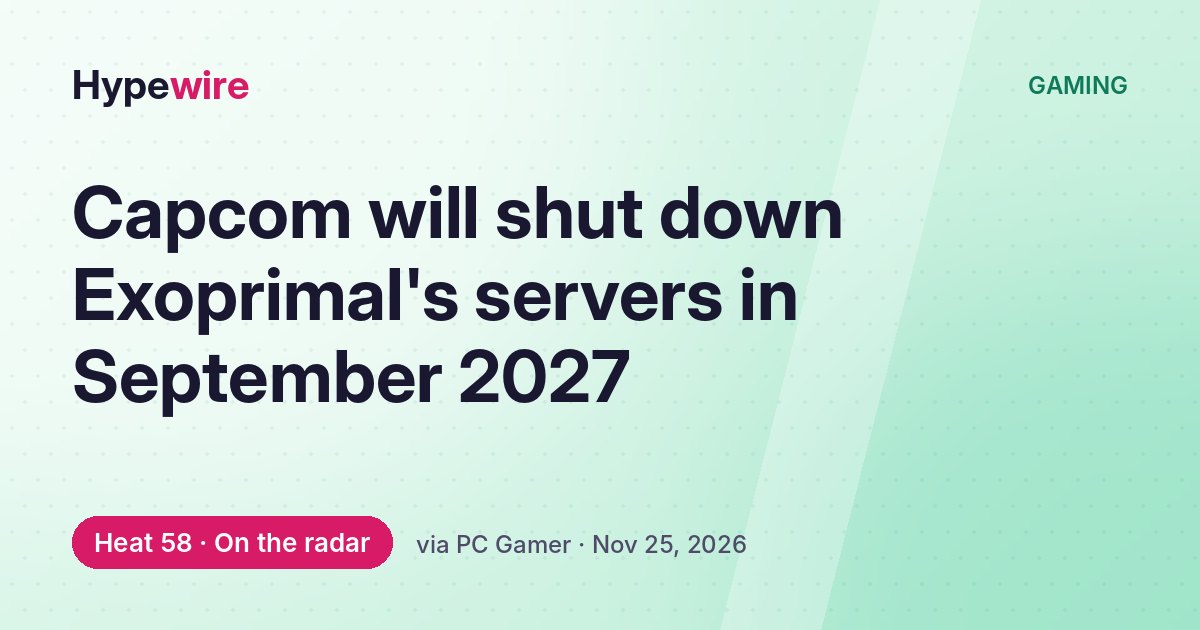 Hypewire
GAMING
Capcom will shut down
Exoprimal's servers in
September 2027
Heat 58 · On the radar
via PC Gamer · Nov 25, 2026